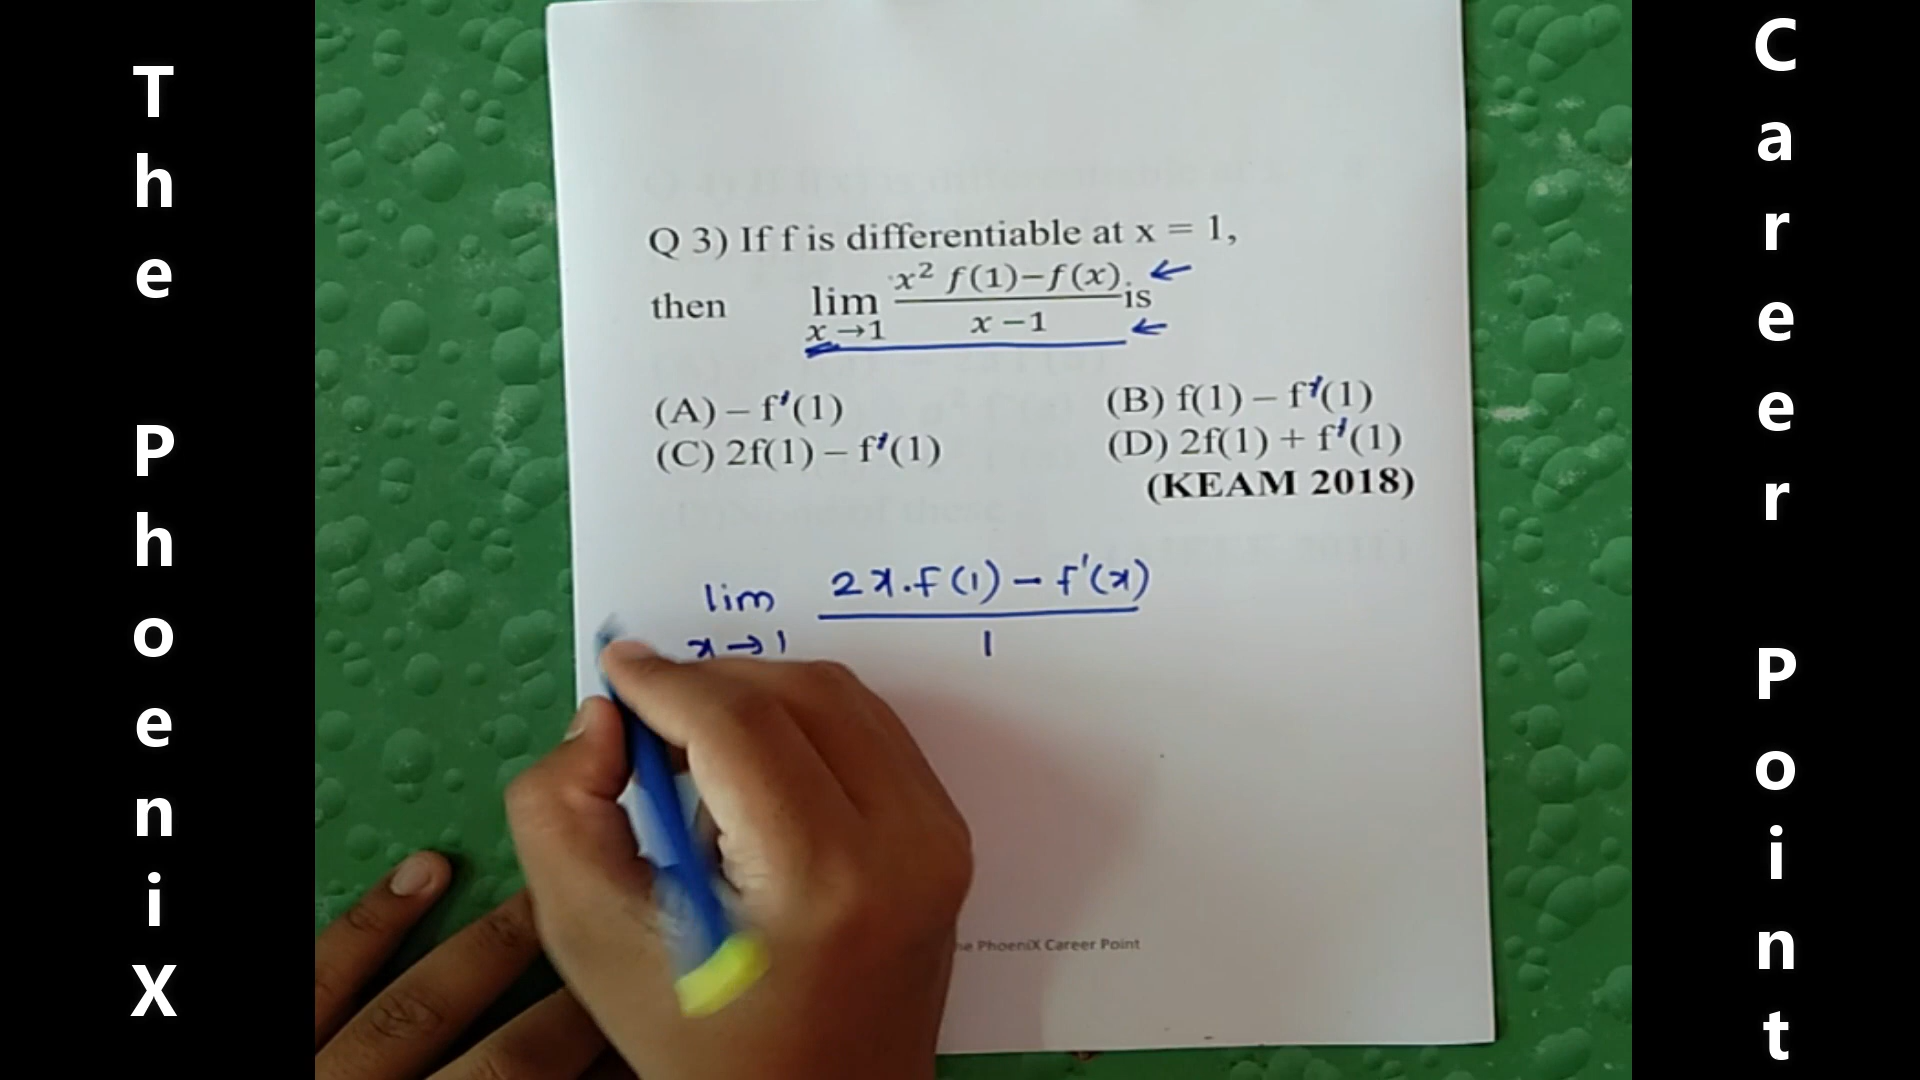 The PhoeniX
Q 3) If f is differentiable at x = 1,
then lim x→1 x² f(1)−f(x) / x−1 is
(A) – f'(1) (B) f(1) – f'(1)
(C) 2f(1) – f'(1) (D) 2f(1) + f'(1)
(KEAM 2018)
lim x→1 2x.f(1) − f'(x) / 1
PhoeniX Career Point
Career Point